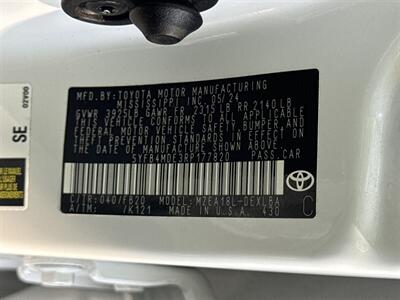 MFD.BY:TOYOTA MOTOR MANUFACTURING
MISSISSIPPI INC. 05/24
GVWR 3925LB GAWR FR 2315LB RR 2140LB
THIS VEHICLE CONFORMS TO ALL APPLICABLE
FEDERAL MOTOR VEHICLE SAFETY, BUMPER, AND
THEFT PREVENTION STANDARDS IN EFFECT ON
THE DATE OF MANUFACTURE SHOWN ABOVE.
5YFB4MDE3RP177820 PASS.CAR
C/TR: 040/FB20 MODEL: MZEA18L-DEXLBA
A/TM: /K121 MADE IN U.S.A. 430
C
SE
02V00